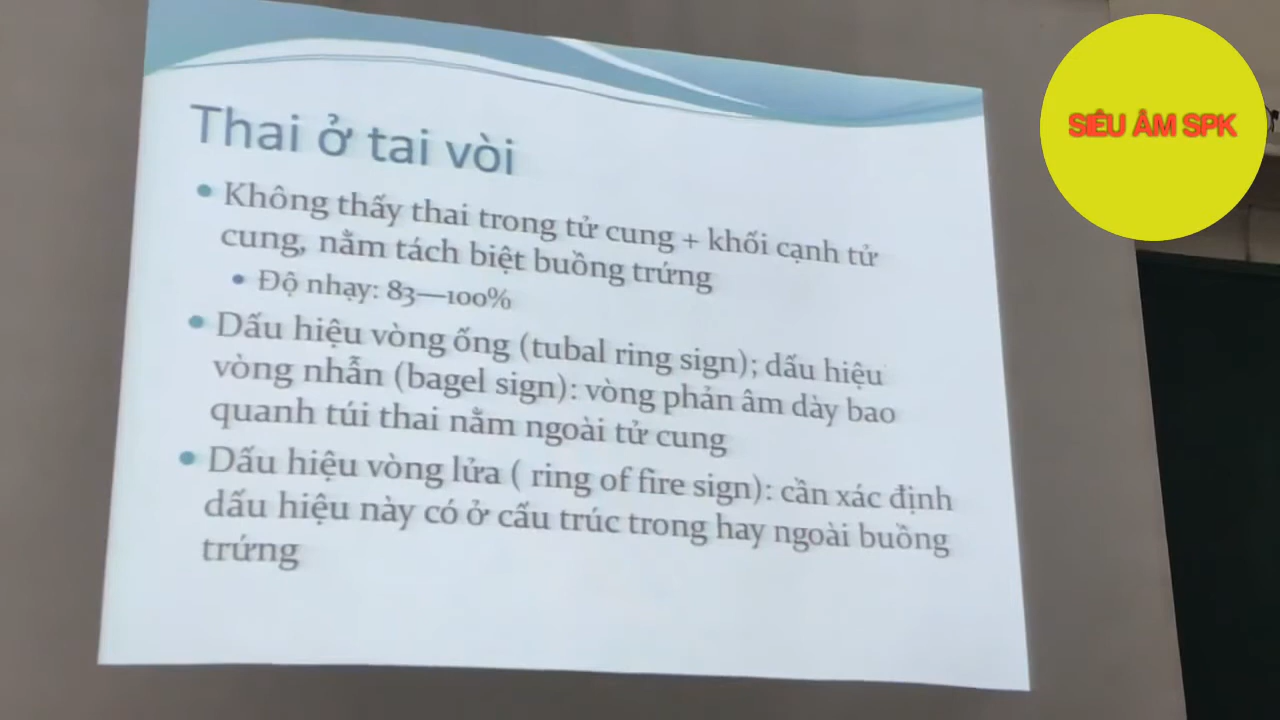 Thai ở tai vòi
Không thấy thai trong tử cung + khối cạnh tử
cung, nằm tách biệt buồng trứng
Độ nhạy: 83—100%
Dấu hiệu vòng ống (tubal ring sign); dấu hiệu
vòng nhẫn (bagel sign): vòng phản âm dày bao
quanh túi thai nằm ngoài tử cung
Dấu hiệu vòng lửa ( ring of fire sign): cần xác định
dấu hiệu này có ở cấu trúc trong hay ngoài buồng
trứng
SIÊU ÂM SPK